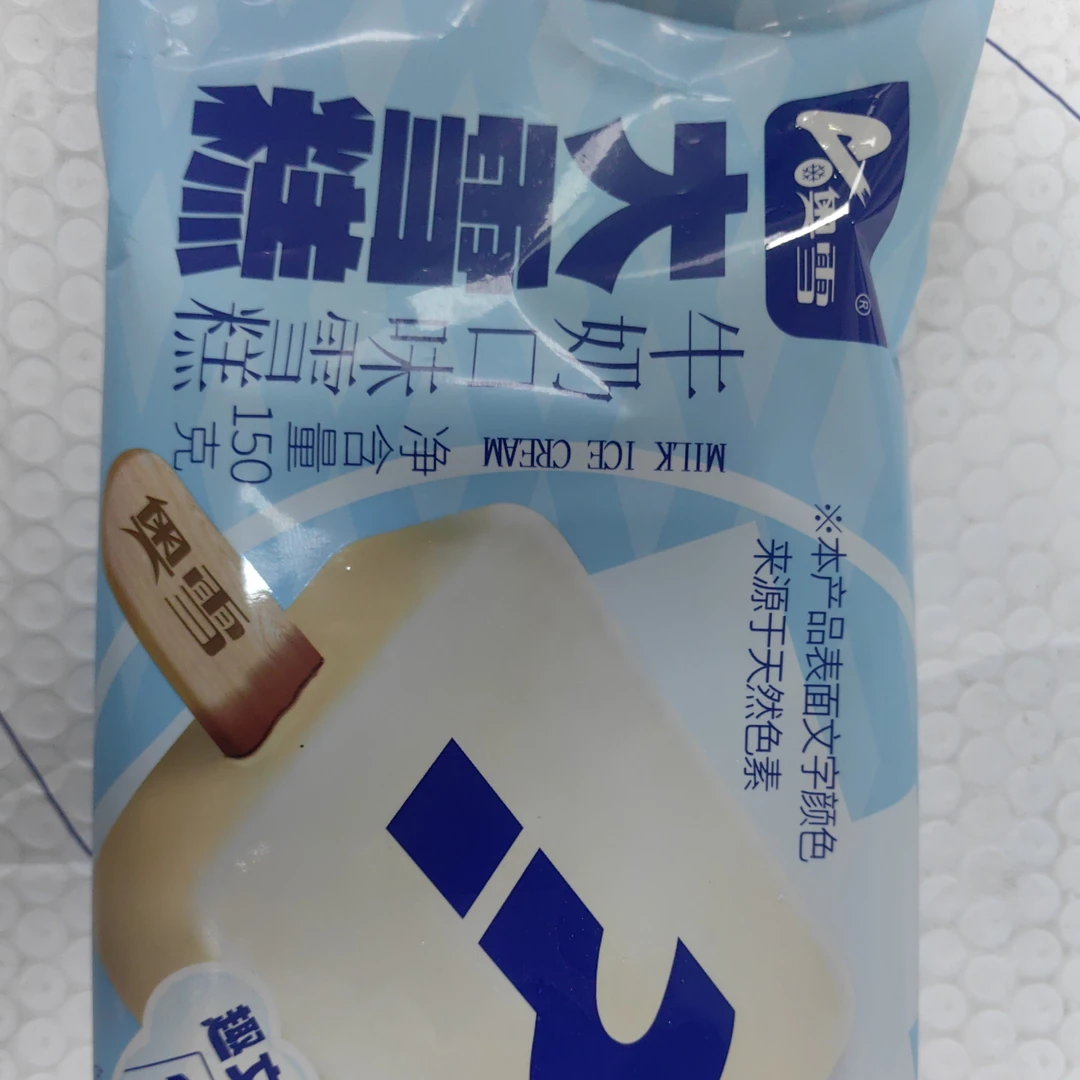 奥雪®
大雪糕
牛奶口味雪糕
MILK ICE CREAM 净含量 150克
※本产品表面文字颜色
来源于天然色素
奥雪
趣